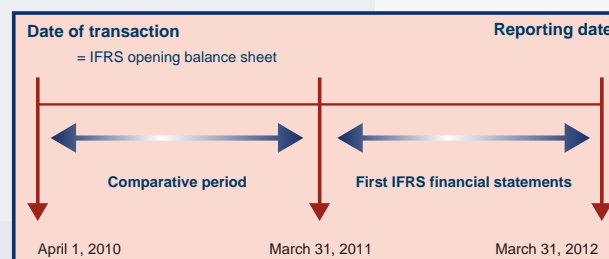 Date of transaction
Reporting date
= IFRS opening balance sheet
Comparative period
First IFRS financial statements
April 1, 2010
March 31, 2011
March 31, 2012